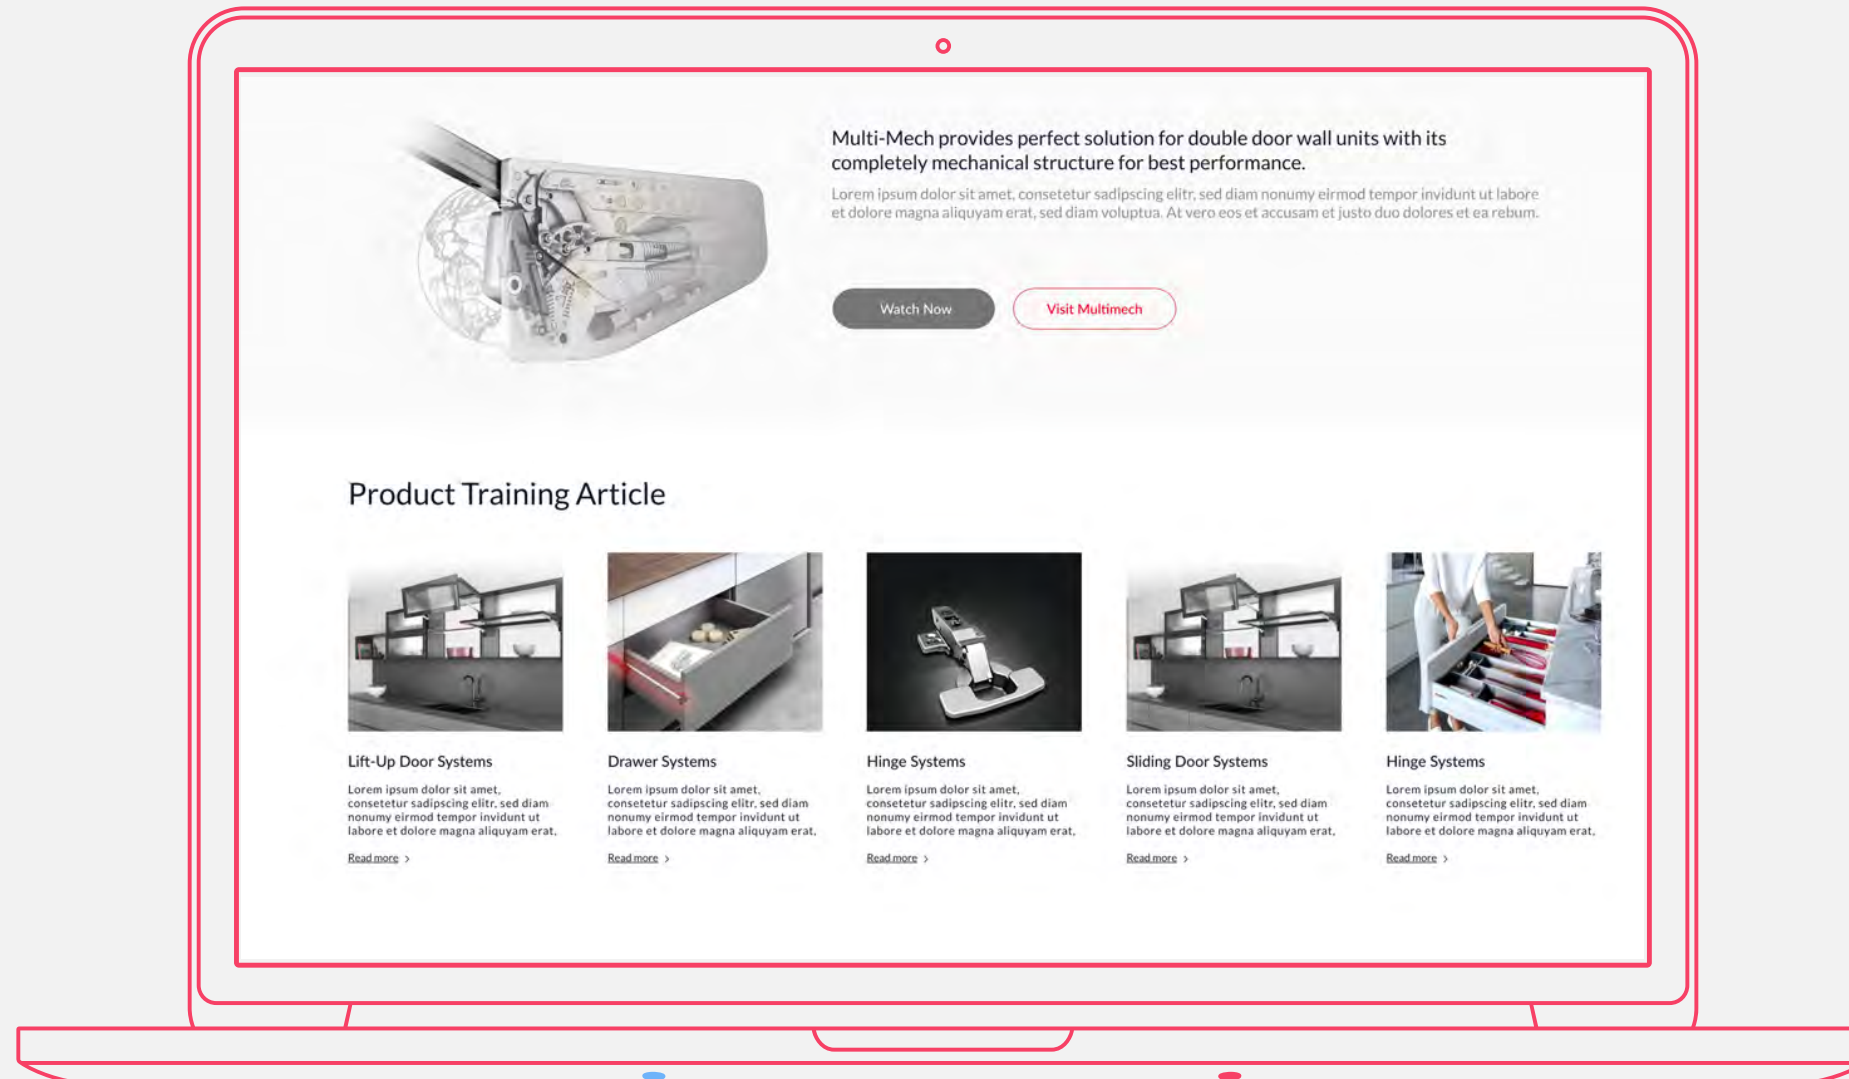 Multi-Mech provides perfect solution for double door wall units with its
completely mechanical structure for best performance.
Lorem ipsum dolor sit amet, consetetur sadipscing elitr, sed diam nonumy eirmod tempor invidunt ut labore
et dolore magna aliquyam erat, sed diam voluptua. At vero eos et accusam et justo duo dolores et ea rebum.
Watch Now
Visit Multimech
Product Training Article
Lift-Up Door Systems
Lorem ipsum dolor sit amet,
consetetur sadipscing elitr, sed diam
nonumy eirmod tempor invidunt ut
labore et dolore magna aliquyam erat,
Read more >
Drawer Systems
Lorem ipsum dolor sit amet,
consetetur sadipscing elitr, sed diam
nonumy eirmod tempor invidunt ut
labore et dolore magna aliquyam erat,
Read more >
Hinge Systems
Lorem ipsum dolor sit amet,
consetetur sadipscing elitr, sed diam
nonumy eirmod tempor invidunt ut
labore et dolore magna aliquyam erat,
Read more >
Sliding Door Systems
Lorem ipsum dolor sit amet,
consetetur sadipscing elitr, sed diam
nonumy eirmod tempor invidunt ut
labore et dolore magna aliquyam erat,
Read more >
Hinge Systems
Lorem ipsum dolor sit amet,
consetetur sadipscing elitr, sed diam
nonumy eirmod tempor invidunt ut
labore et dolore magna aliquyam erat,
Read more >